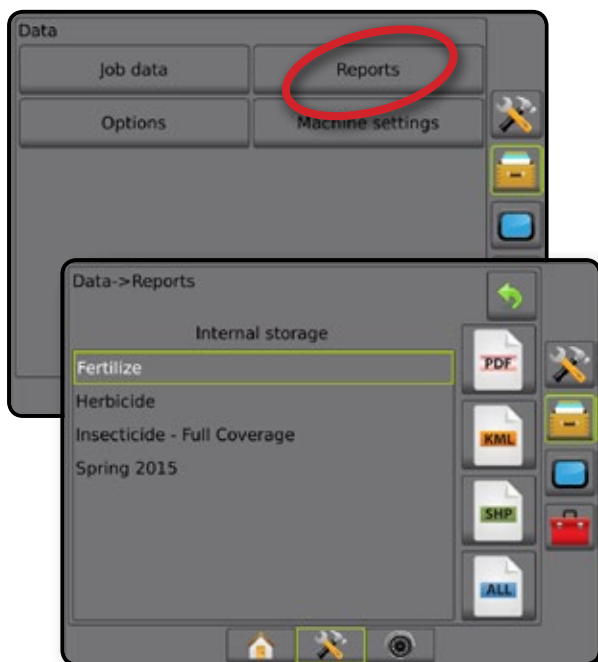 Data
Job data
Reports
Options
Machine settings
Data->Reports
Internal storage
Fertilize
Herbicide
Insecticide - Full Coverage
Spring 2015
PDF
KML
SHP
ALL